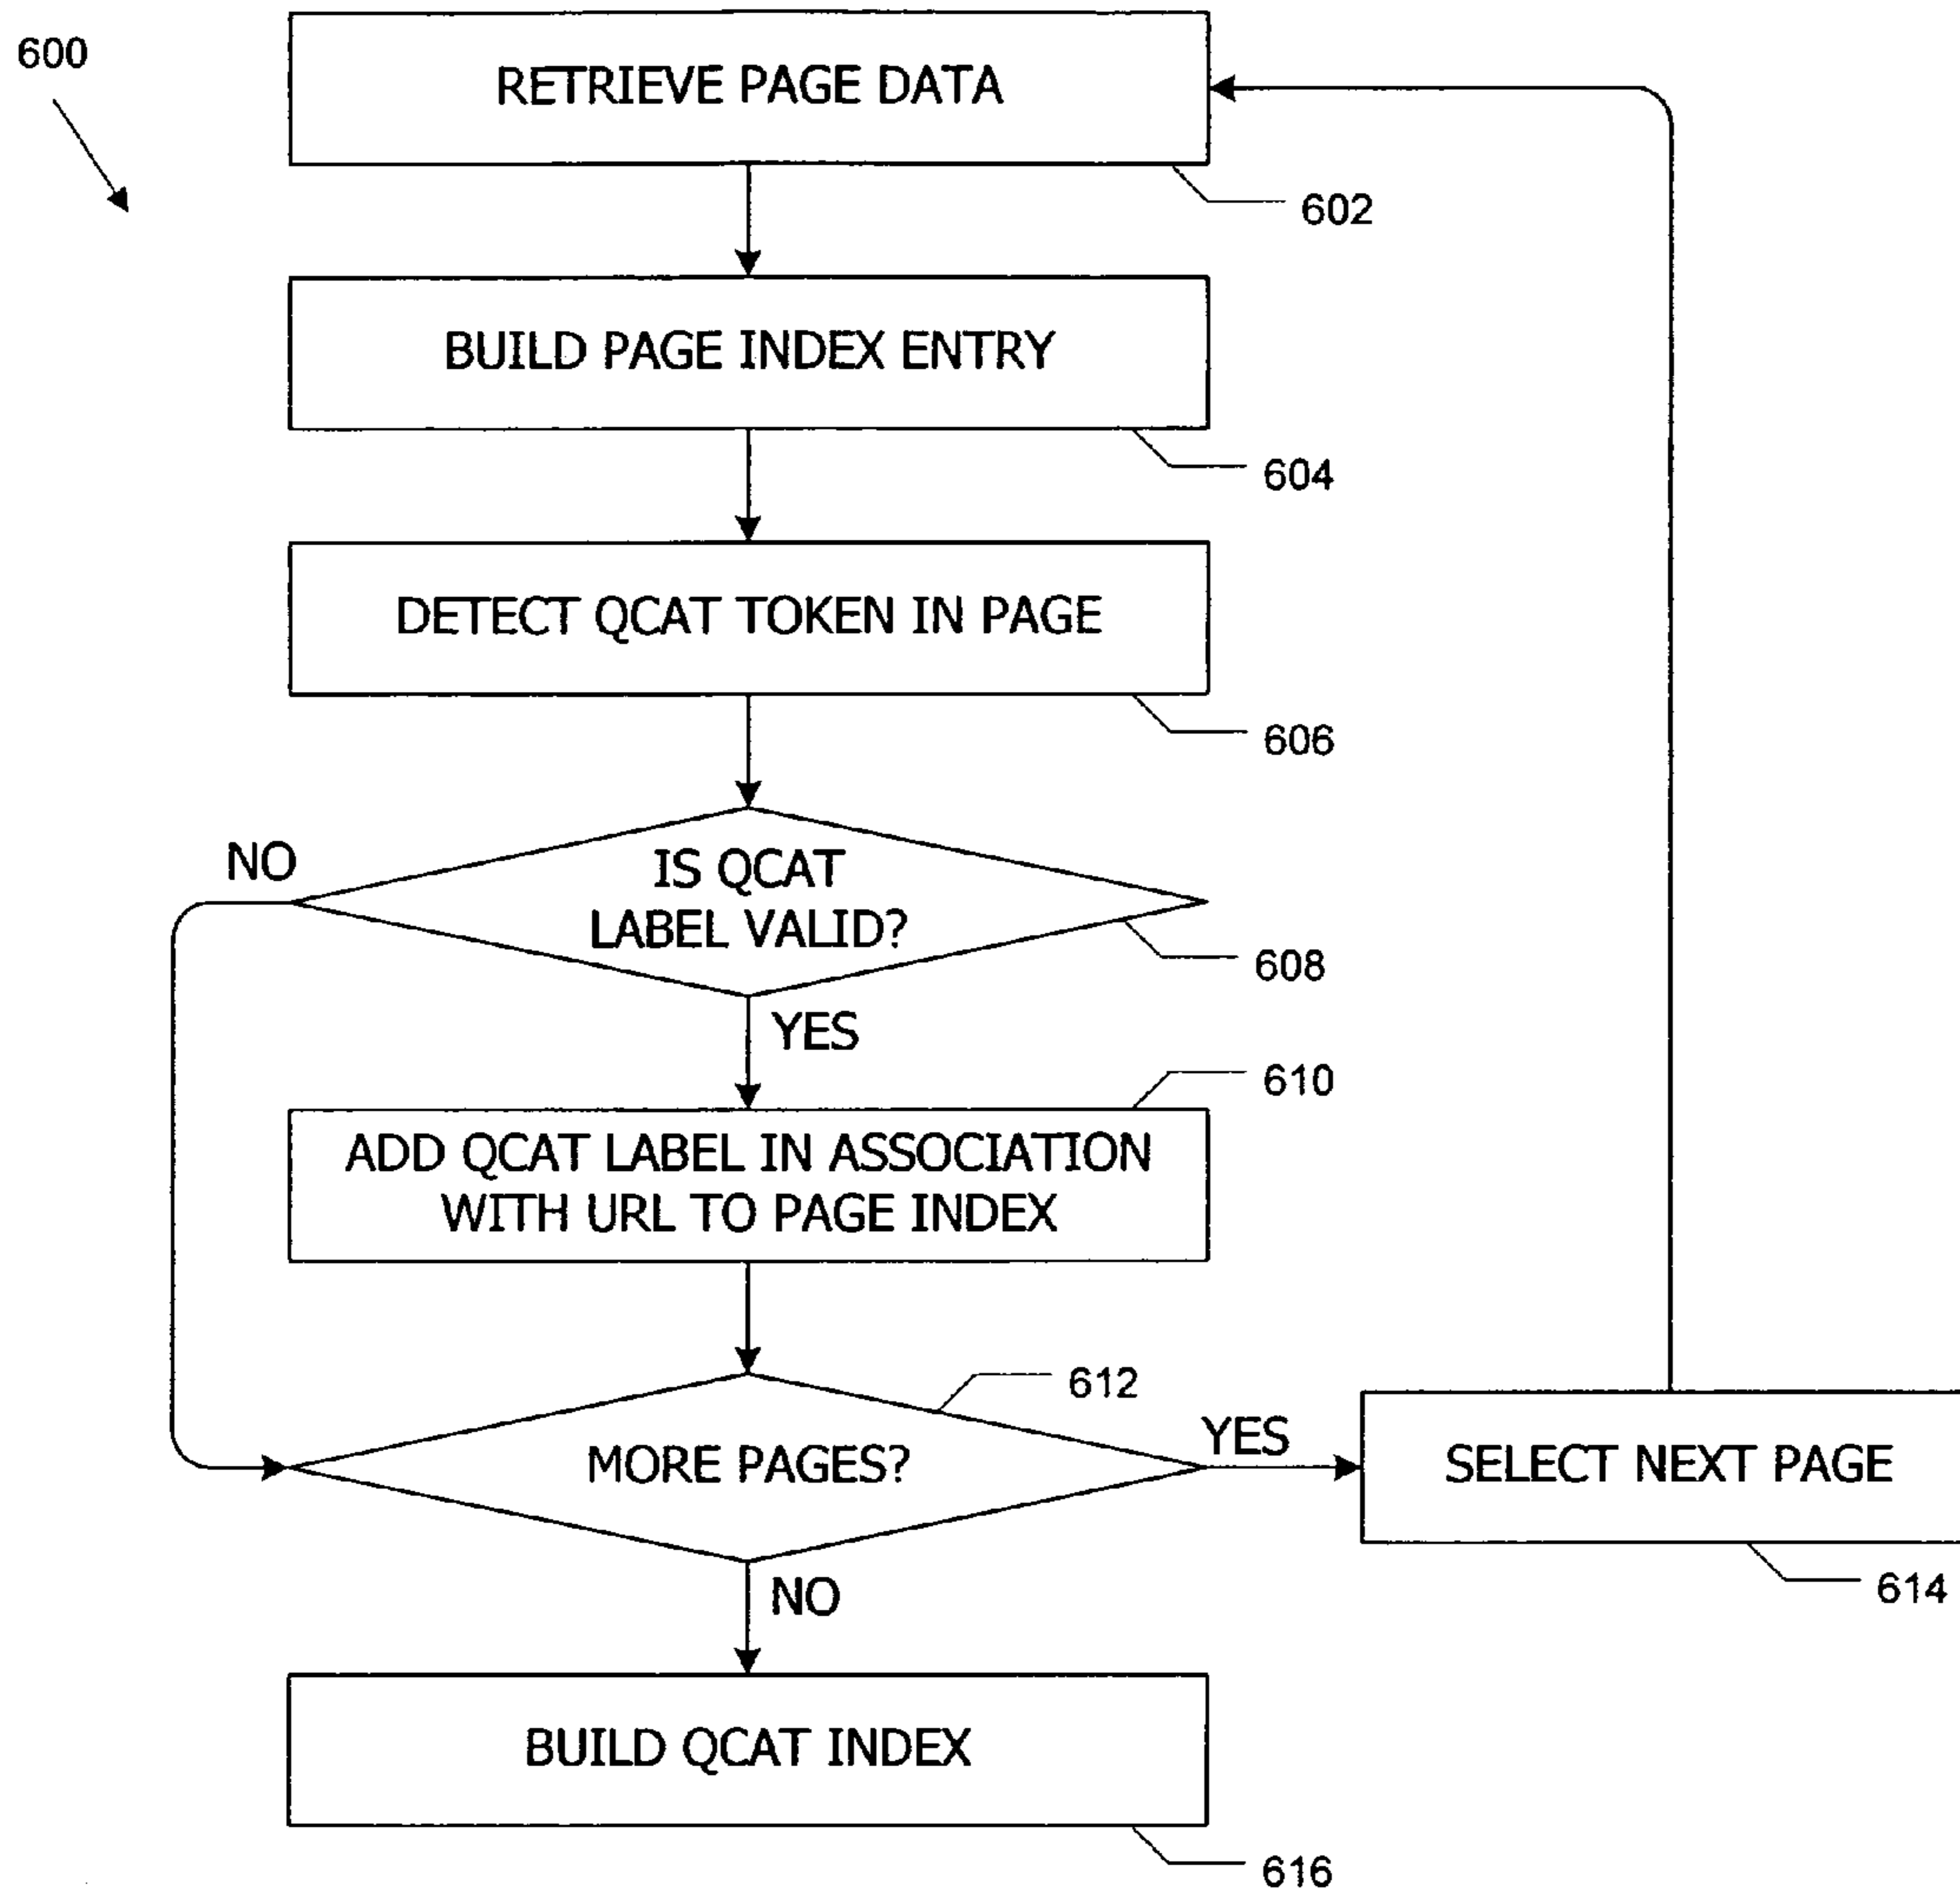 600
RETRIEVE PAGE DATA
602
BUILD PAGE INDEX ENTRY
604
DETECT QCAT TOKEN IN PAGE
606
NO
IS QCAT
LABEL VALID?
608
YES
610
ADD QCAT LABEL IN ASSOCIATION
WITH URL TO PAGE INDEX
612
MORE PAGES?
YES
SELECT NEXT PAGE
614
NO
BUILD QCAT INDEX
616